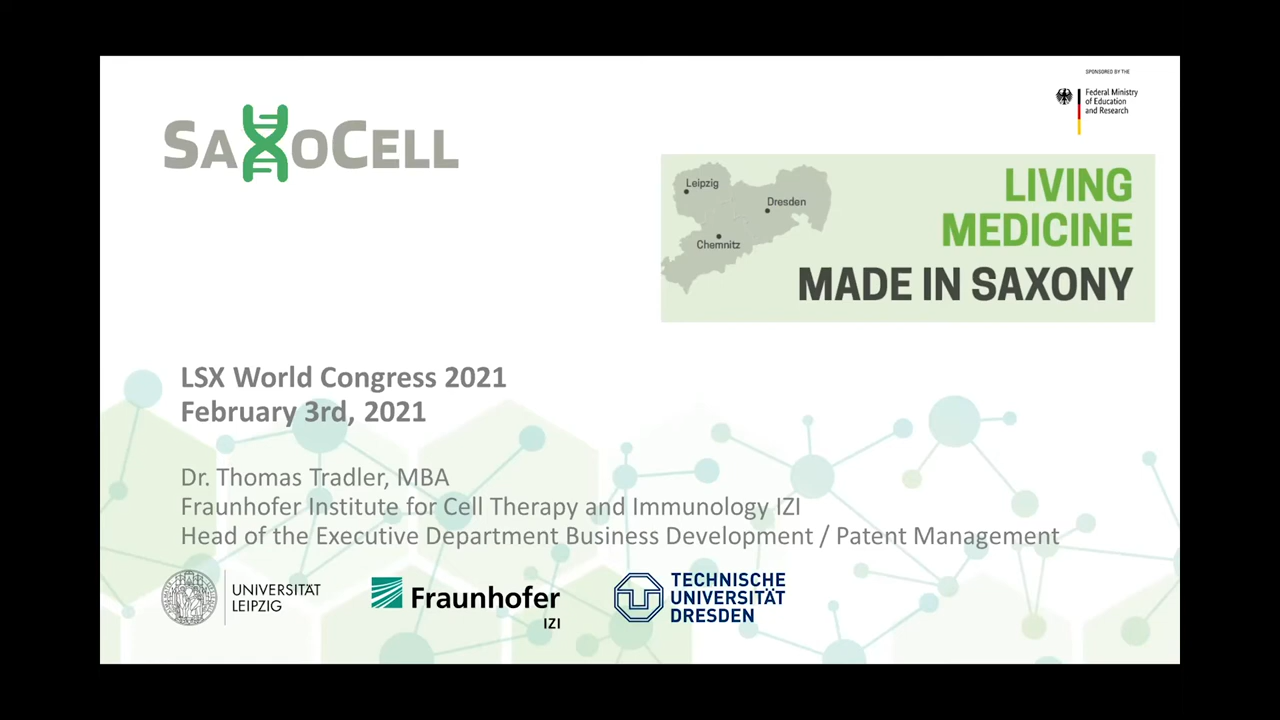 SAXOCELL
SPONSORED BY THE
Federal Ministry
of Education
and Research
Leipzig
Dresden
Chemnitz
LIVING
MEDICINE
MADE IN SAXONY
LSX World Congress 2021
February 3rd, 2021
Dr. Thomas Tradler, MBA
Fraunhofer Institute for Cell Therapy and Immunology IZI
Head of the Executive Department Business Development / Patent Management
UNIVERSITÄT
LEIPZIG
Fraunhofer
IZI
TECHNISCHE
UNIVERSITÄT
DRESDEN